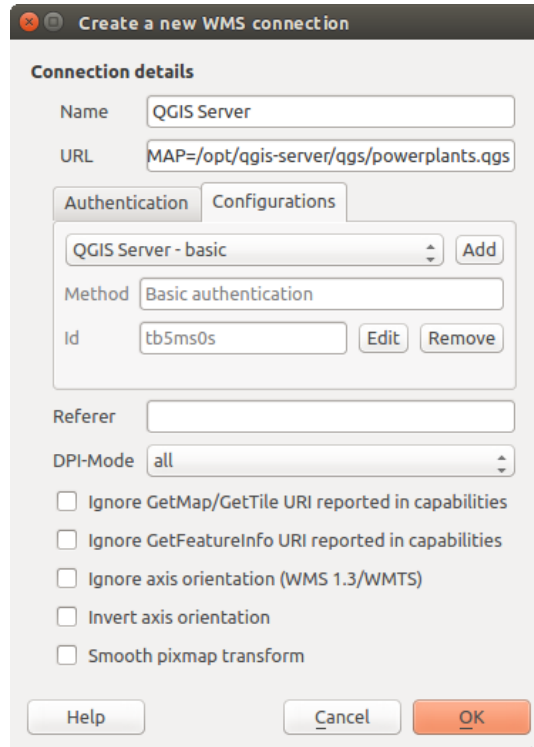 Create a new WMS connection
Connection details
Name QGIS Server
URL MAP=/opt/qgis-server/qgs/powerplants.qgs
Authentication Configurations
QGIS Server - basic Add
Method Basic authentication
Id tb5ms0s Edit Remove
Referer
DPI-Mode all
Ignore GetMap/GetTile URI reported in capabilities
Ignore GetFeatureInfo URI reported in capabilities
Ignore axis orientation (WMS 1.3/WMTS)
Invert axis orientation
Smooth pixmap transform
Help Cancel OK